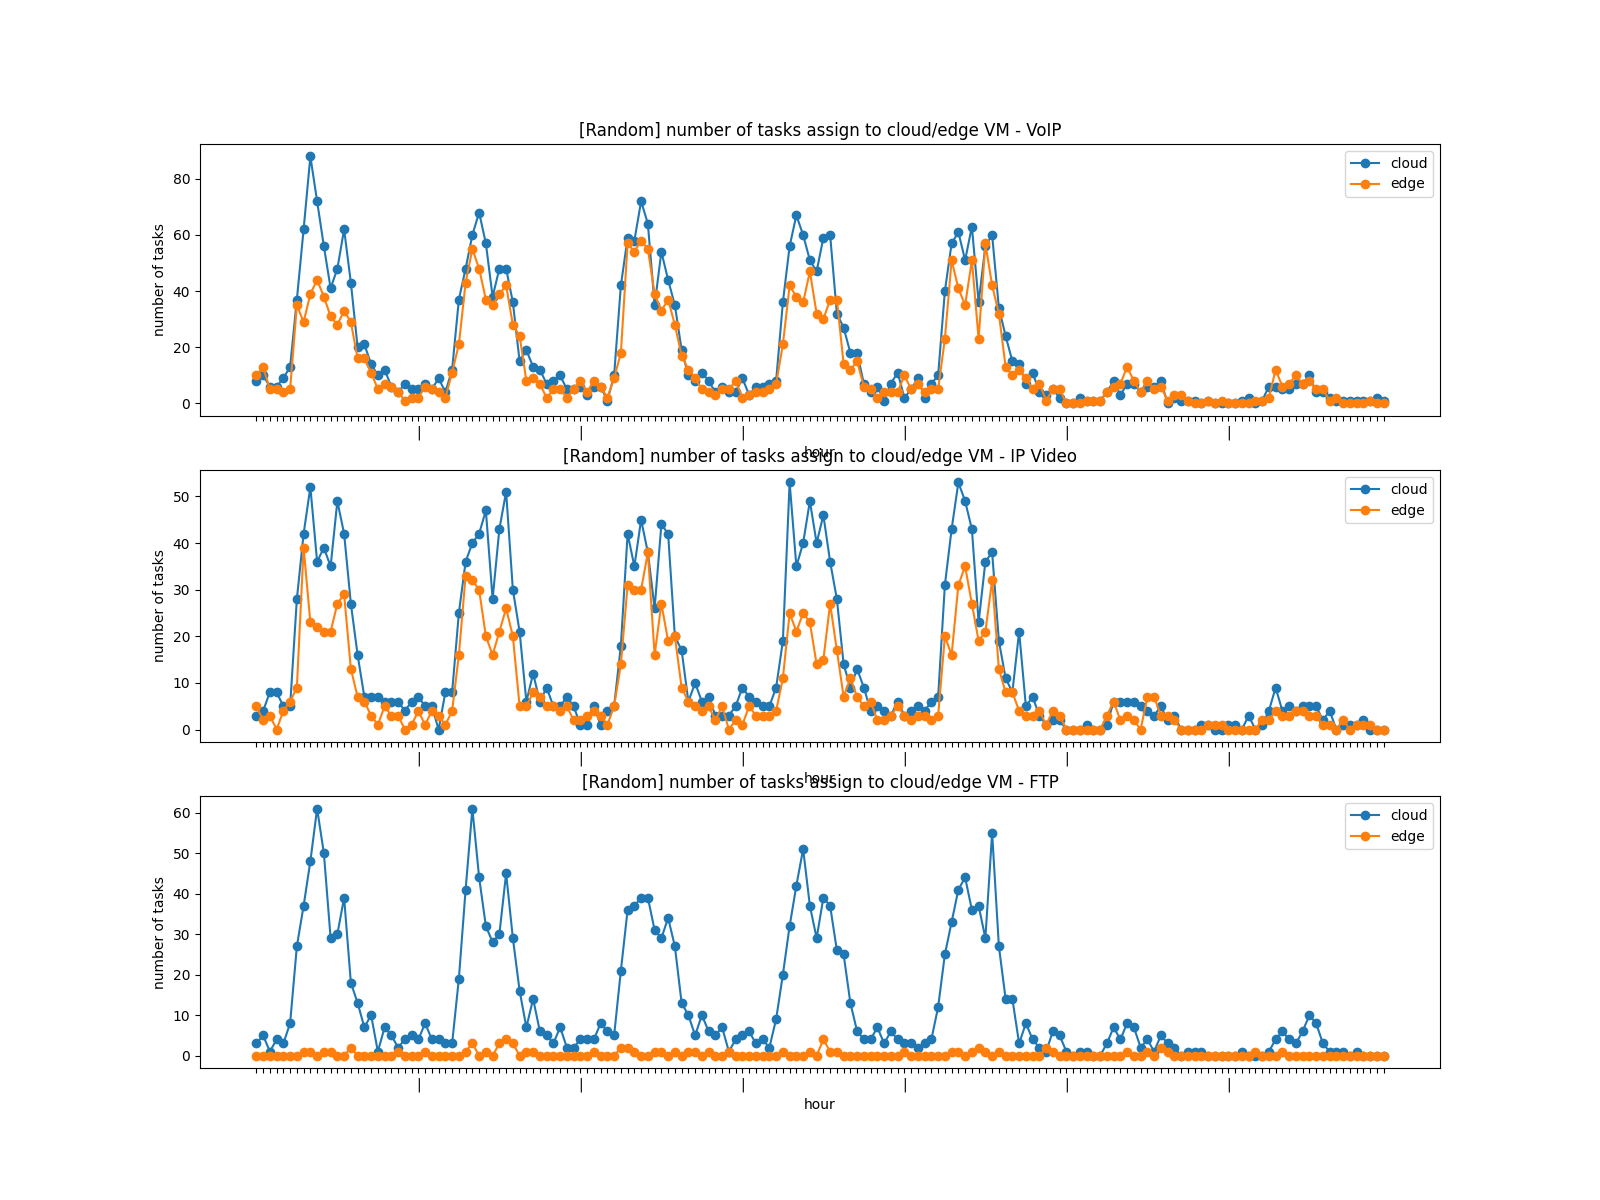 [Random] number of tasks assign to cloud/edge VM - VoIP
cloud
edge
number of tasks
80
60
40
20
0
hour
[Random] number of tasks assign to cloud/edge VM - IP Video
cloud
edge
number of tasks
50
40
30
20
10
0
hour
[Random] number of tasks assign to cloud/edge VM - FTP
cloud
edge
number of tasks
60
50
40
30
20
10
0
hour